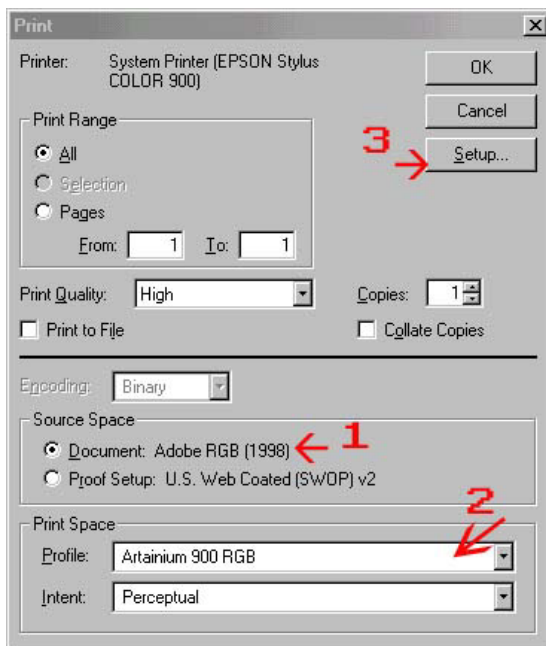 Print
Printer: System Printer (EPSON Stylus
COLOR 900)
OK
Cancel
3
Setup...
Print Range
All
Selection
Pages
From: 1 To: 1
Print Quality: High
Copies: 1
Print to File
Collate Copies
Encoding: Binary
Source Space
Document: Adobe RGB (1998) 1
Proof Setup: U.S. Web Coated (SWOP) v2
Print Space
2
Profile: Artainium 900 RGB
Intent: Perceptual